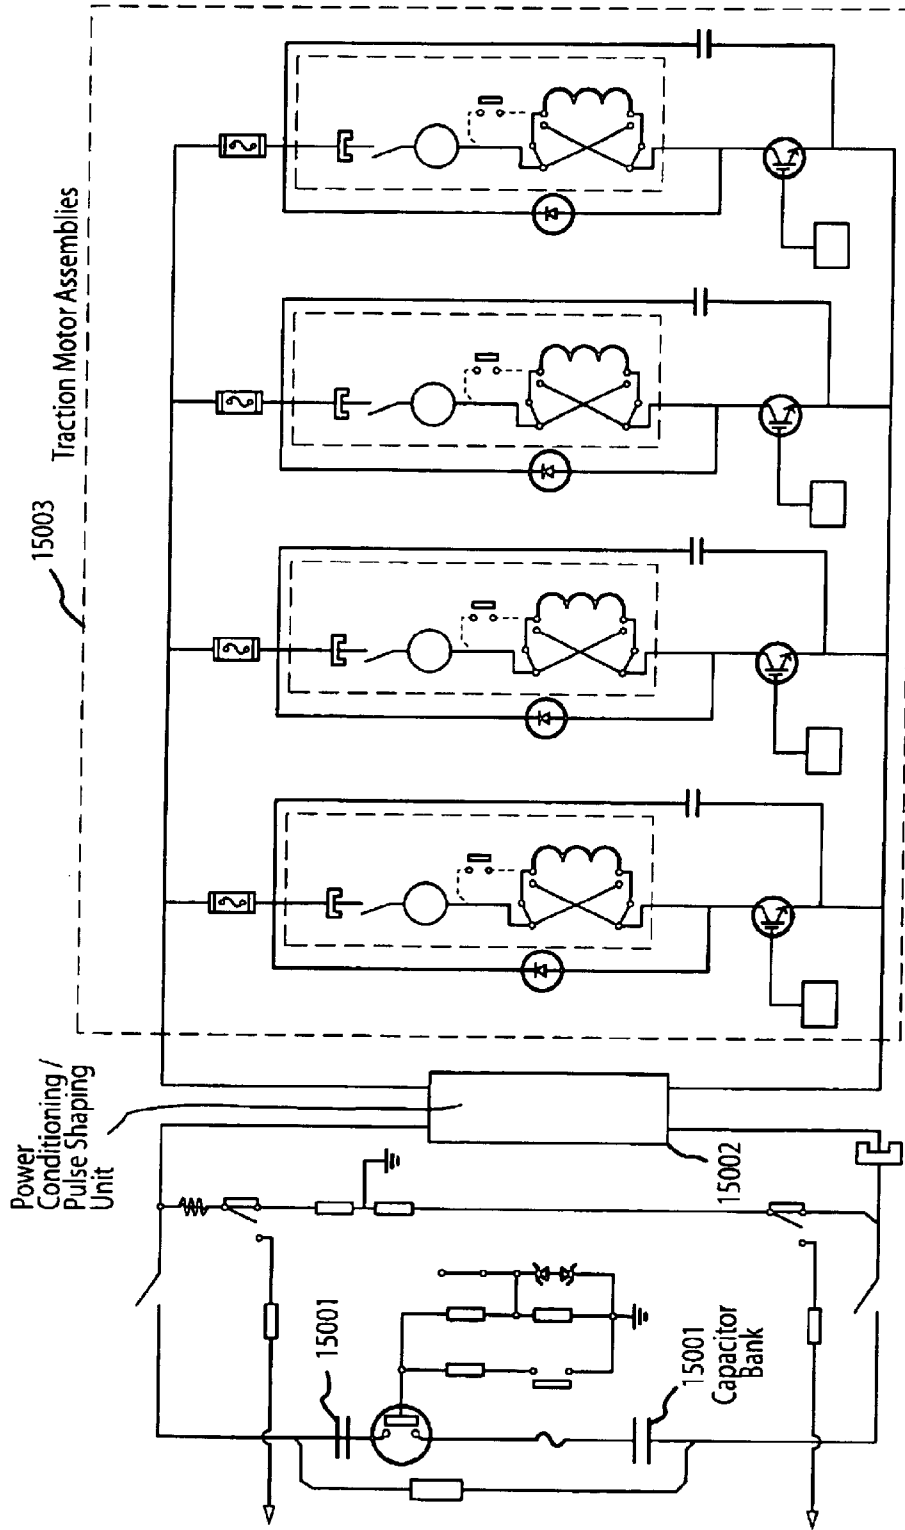 15003
Traction Motor Assemblies
Power
Conditioning /
Pulse Shaping
Unit
15002
15001
15001
Capacitor
Bank